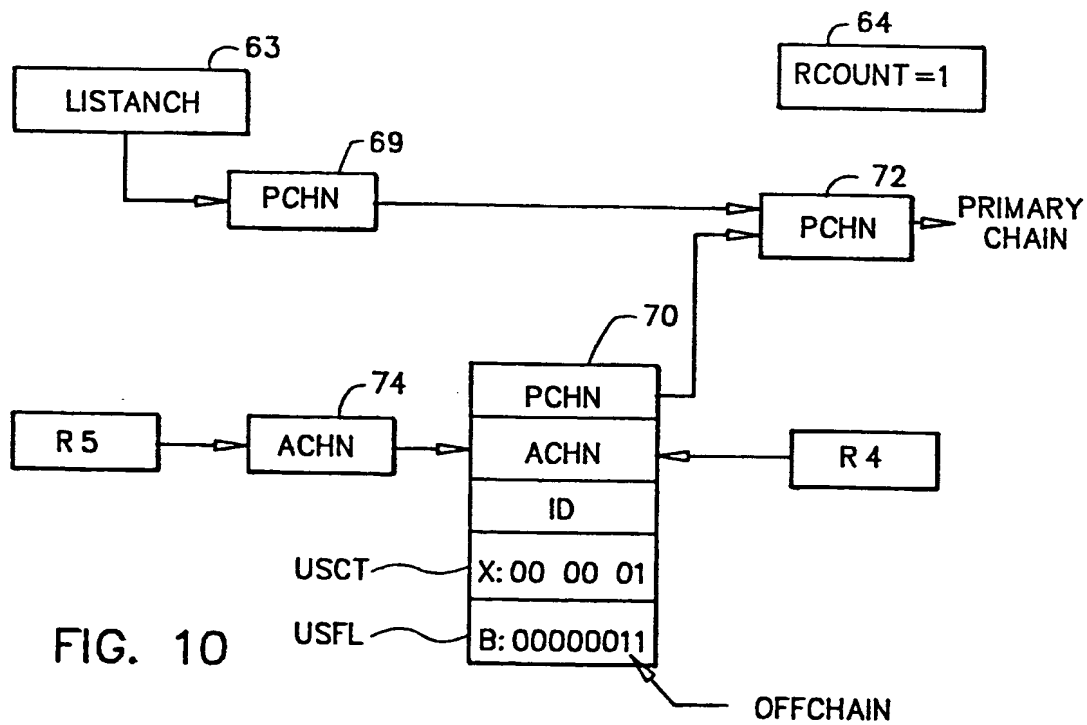 63
LISTANCH
64
RCOUNT=1
69
PCHN
72
PCHN
PRIMARY
CHAIN
70
PCHN
74
R5
ACHN
ACHN
R4
ID
USCT
X: 00 00 01
USFL
B: 00000011
FIG. 10
OFFCHAIN